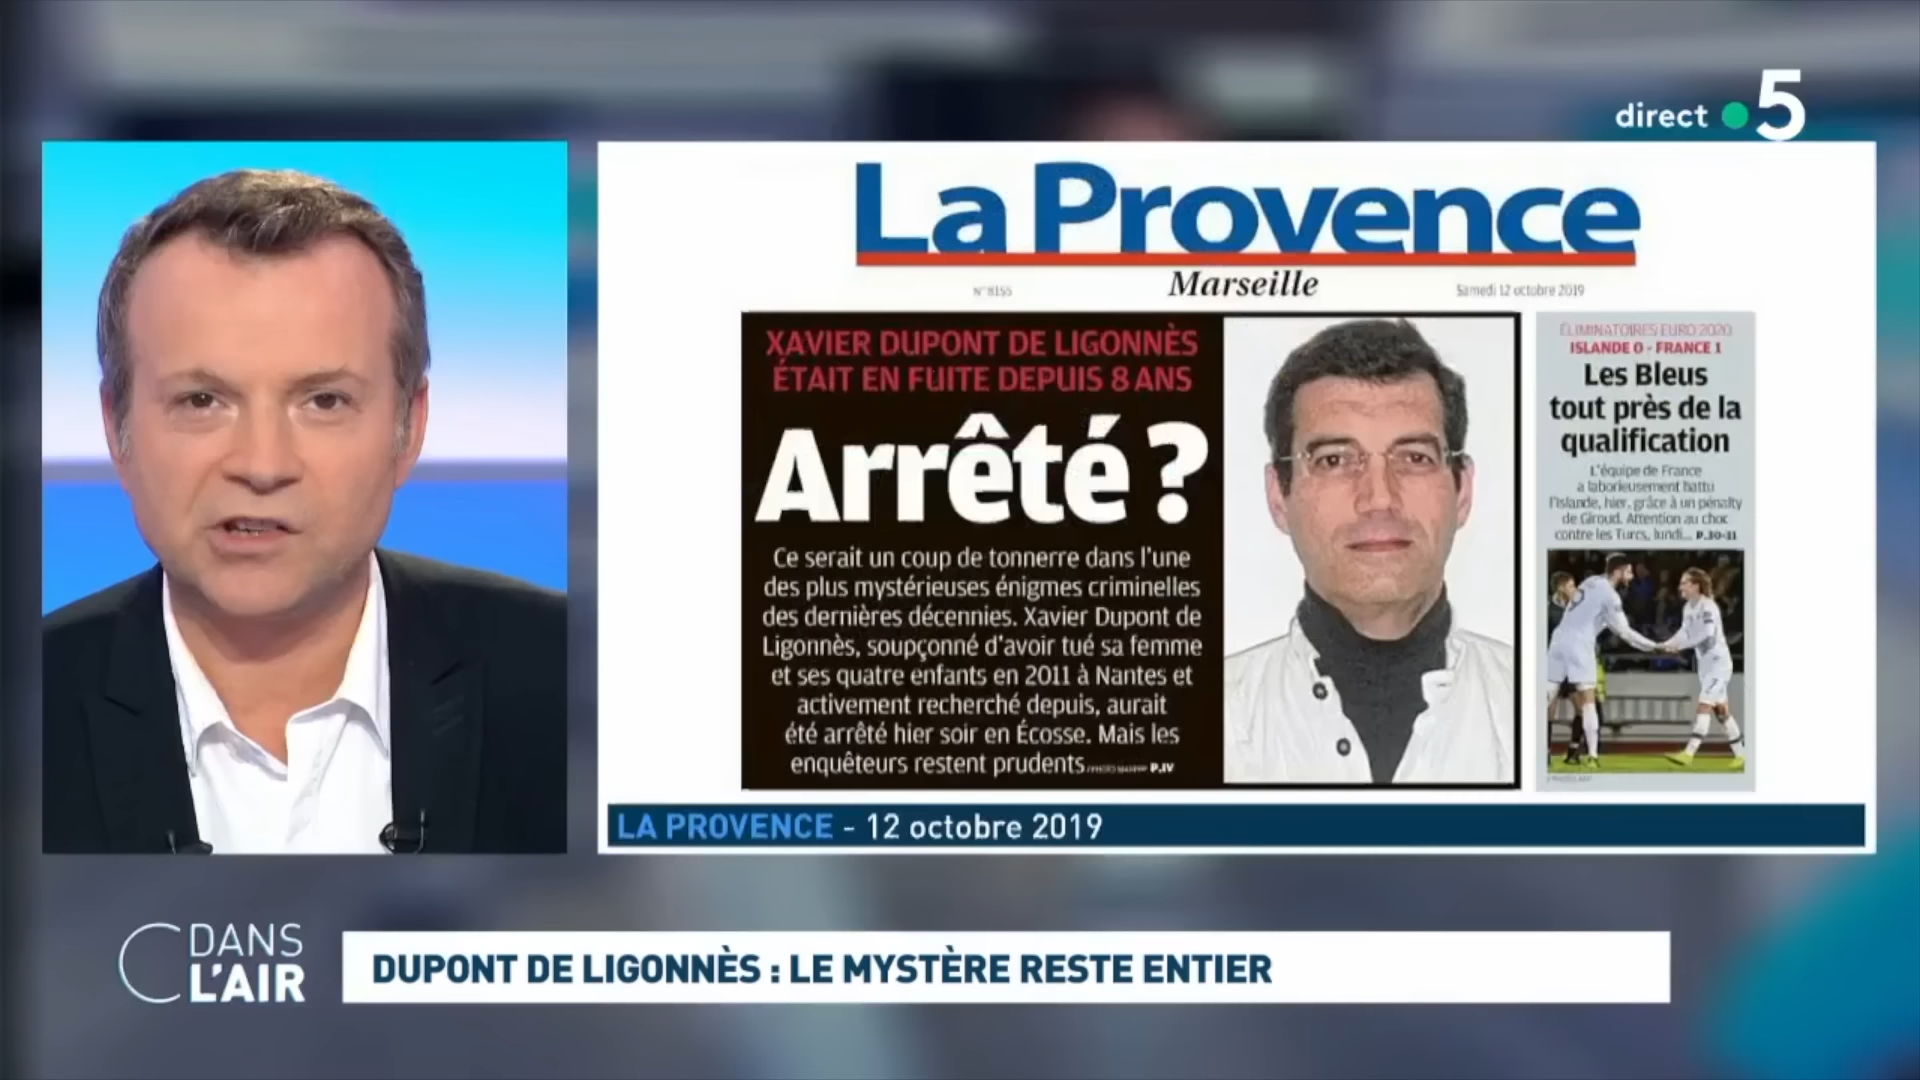 direct 5
La Provence
Marseille
N° 8155
Samedi 12 octobre 2019
XAVIER DUPONT DE LIGONNÈS
ÉTAIT EN FUITE DEPUIS 8 ANS
Arrêté ?
Ce serait un coup de tonnerre dans l'une
des plus mystérieuses énigmes criminelles
des dernières décennies. Xavier Dupont de
Ligonnès, soupçonné d'avoir tué sa femme
et ses quatre enfants en 2011 à Nantes et
activement recherché depuis, aurait
été arrêté hier soir en Écosse. Mais les
enquêteurs restent prudents P.IV
ÉLIMINATOIRES EURO 2020
ISLANDE 0 - FRANCE 1
Les Bleus
tout près de la
qualification
L'équipe de France
a laborieusement battu
l'Islande, hier, grâce à un pénalty
de Giroud. Attention au choc
contre les Turcs, lundi... P.30-31
LA PROVENCE - 12 octobre 2019
C DANS
L'AIR
DUPONT DE LIGONNÈS : LE MYSTÈRE RESTE ENTIER